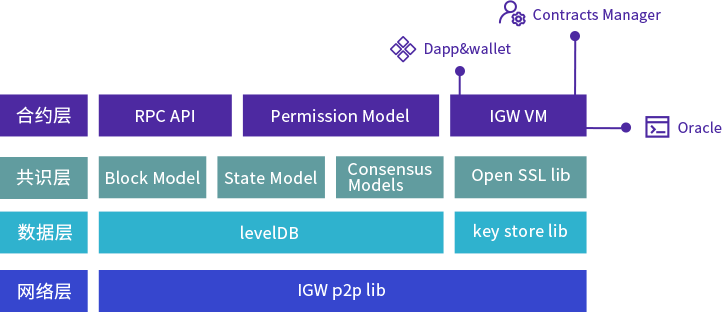 Contracts Manager
Dapp&wallet
合约层
RPC API
Permission Model
IGW VM
Oracle
共识层
Block Model
State Model
Consensus
Models
Open SSL lib
数据层
levelDB
key store lib
网络层
IGW p2p lib